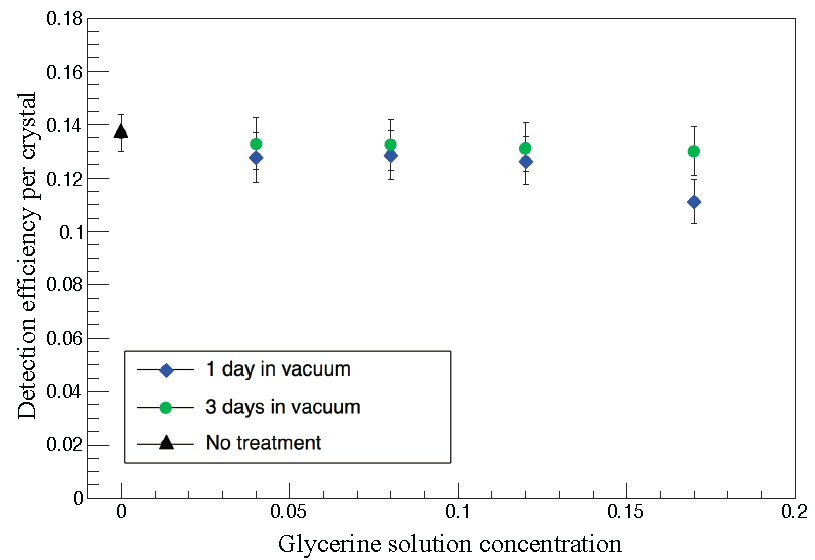 0.18
0.16
0.14
0.12
0.1
0.08
0.06
0.04
0.02
0
Detection efficiency per crystal
1 day in vacuum
3 days in vacuum
No treatment
0 0.05 0.1 0.15 0.2
Glycerine solution concentration